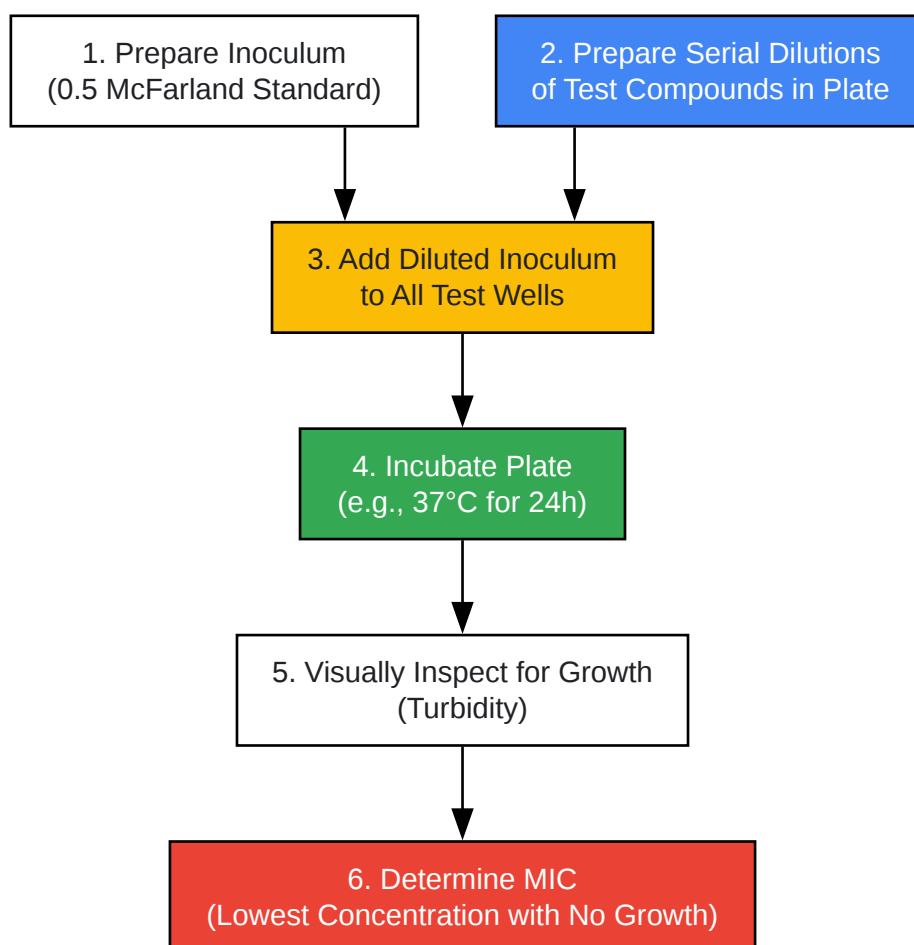 1. Prepare Inoculum
(0.5 McFarland Standard)
2. Prepare Serial Dilutions
of Test Compounds in Plate
3. Add Diluted Inoculum
to All Test Wells
4. Incubate Plate
(e.g., 37°C for 24h)
5. Visually Inspect for Growth
(Turbidity)
6. Determine MIC
(Lowest Concentration with No Growth)